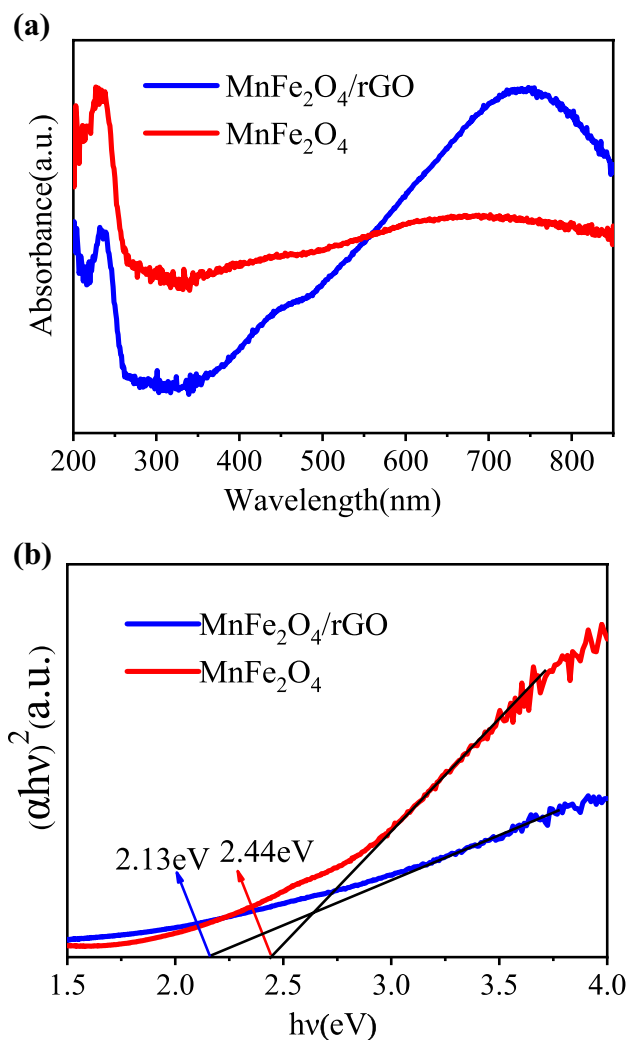 (a)
MnFe₂O₄/rGO
MnFe₂O₄
Absorbance(a.u.)
200 300 400 500 600 700 800
Wavelength(nm)
(b)
MnFe₂O₄/rGO
MnFe₂O₄
(αhν)²(a.u.)
2.13eV 2.44eV
1.5 2.0 2.5 3.0 3.5 4.0
hν(eV)